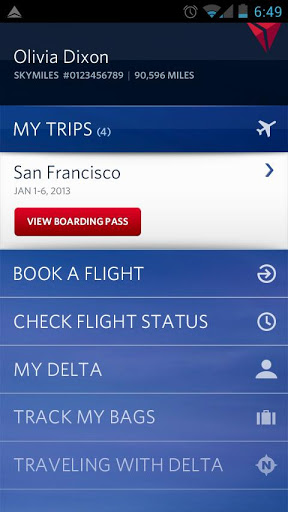 6:49
Olivia Dixon
SKYMILES #0123456789 | 90,596 MILES
MY TRIPS (4)
San Francisco
JAN 1-6, 2013
VIEW BOARDING PASS
BOOK A FLIGHT
CHECK FLIGHT STATUS
MY DELTA
TRACK MY BAGS
TRAVELING WITH DELTA
N